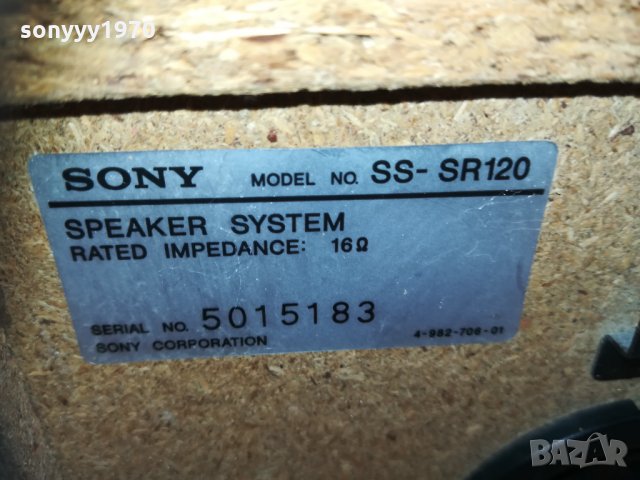 sonyyy1970
SONY MODEL NO. SS-SR120
SPEAKER SYSTEM
RATED IMPEDANCE: 16Ω
SERIAL NO. 5015183
SONY CORPORATION 4-982-706-01
BAZAR